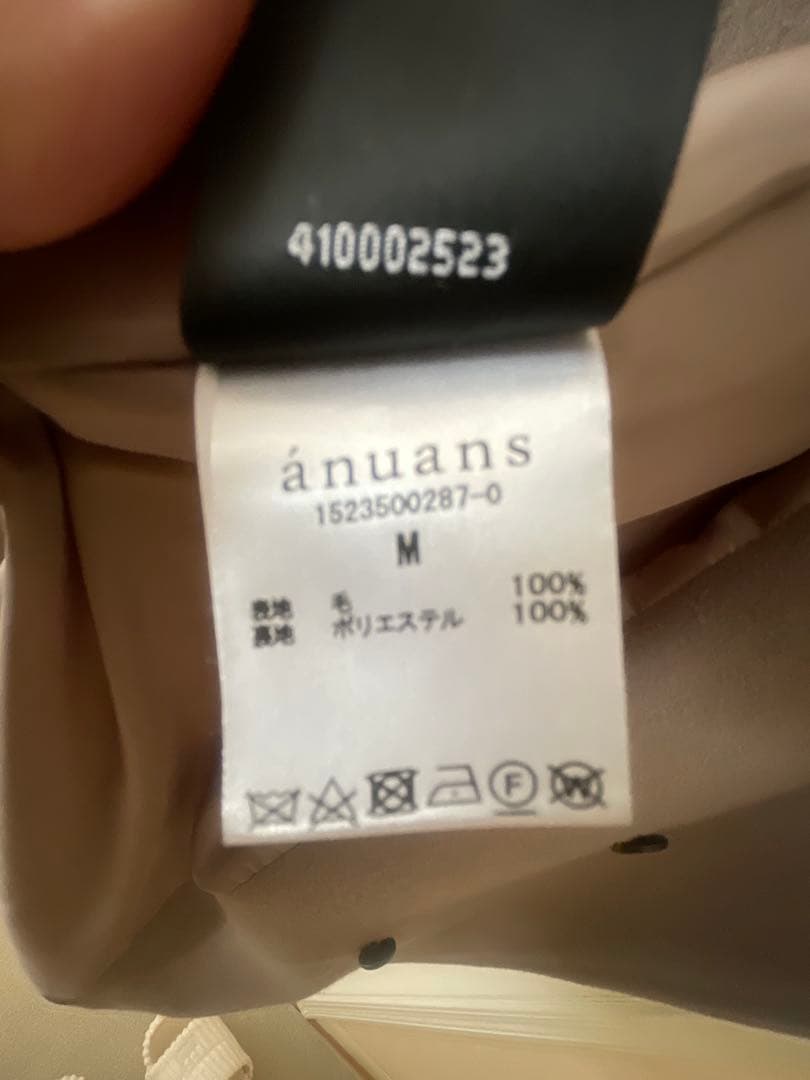 410002523
ánuans
1523500287-0
M
表地 毛 100%
裏地 ポリエステル 100%
F
W